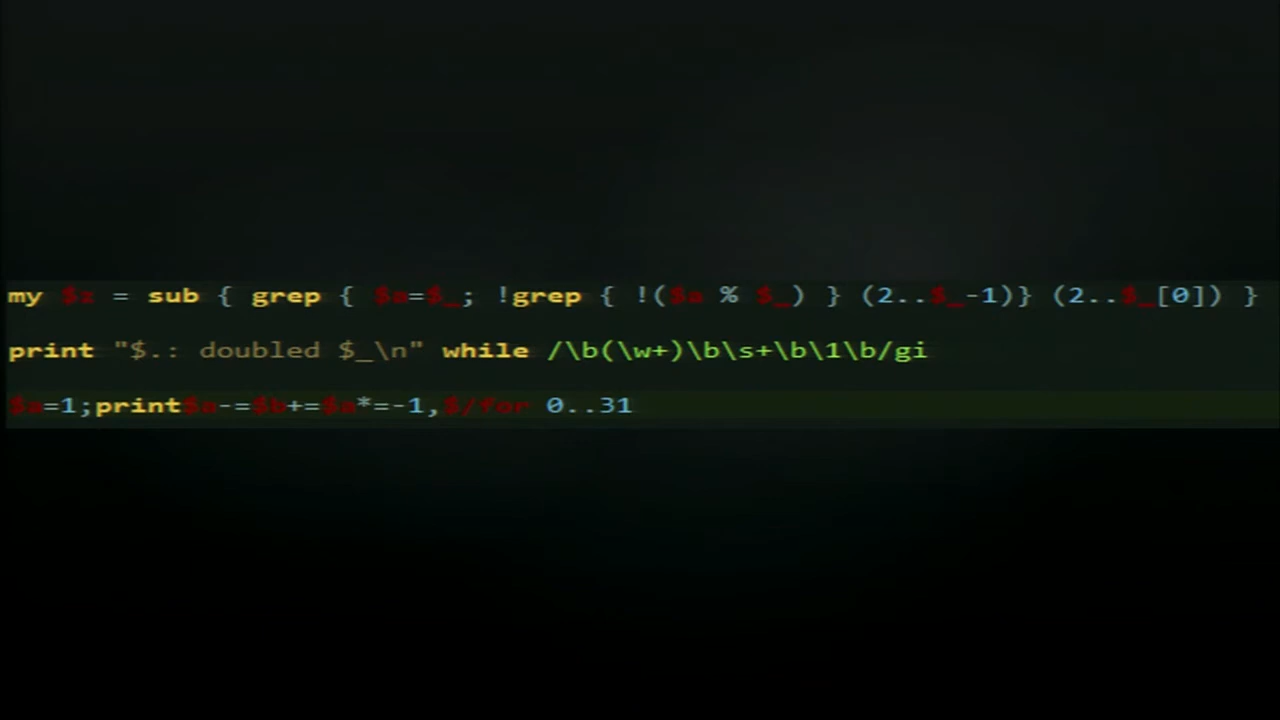 my $z = sub { grep { $a=$_; !grep { !($a % $_) } (2..$_-1)} (2..$_[0]) }
print "$.: doubled $_\n" while /\b(\w+)\b\s+\b\1\b/gi
$a=1;print$a-=$b+=$a*=-1,$/for 0..31